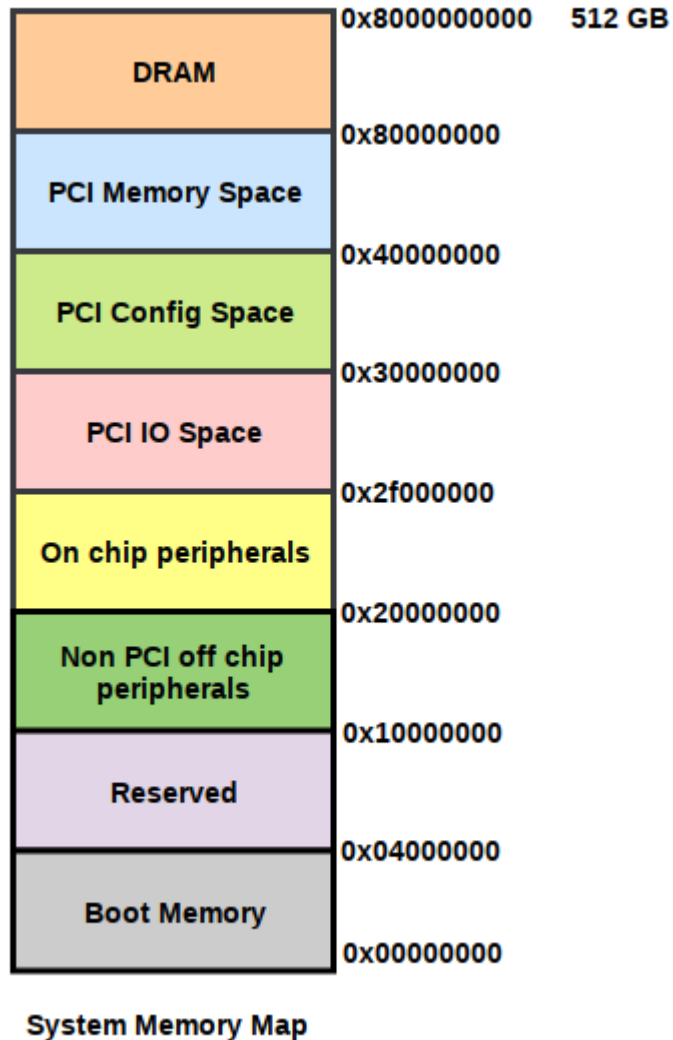 0x8000000000 512 GB
DRAM
0x80000000
PCI Memory Space
0x40000000
PCI Config Space
0x30000000
PCI IO Space
0x2f000000
On chip peripherals
0x20000000
Non PCI off chip
peripherals
0x10000000
Reserved
0x04000000
Boot Memory
0x00000000
System Memory Map